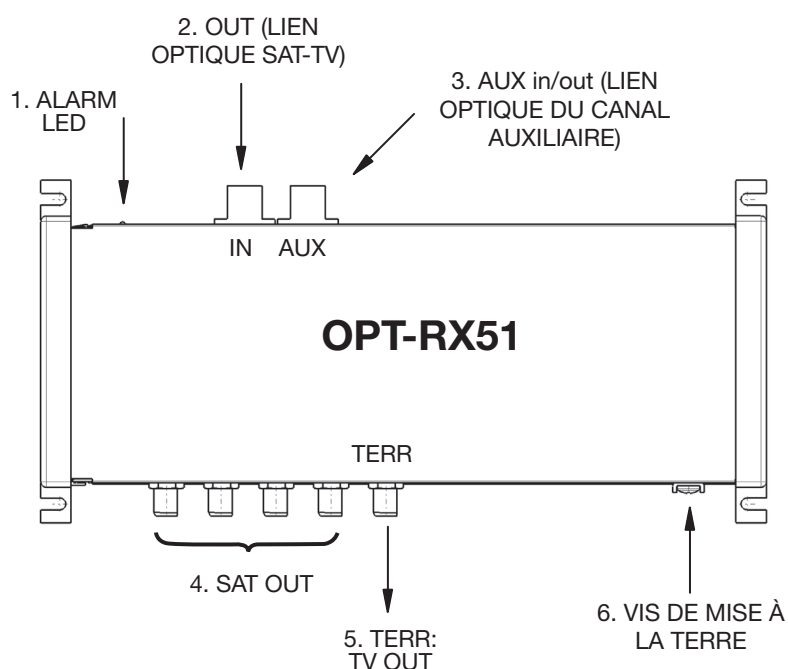 2. OUT (LIEN
OPTIQUE SAT-TV)
3. AUX in/out (LIEN
OPTIQUE DU CANAL
AUXILIAIRE)
1. ALARM
LED
IN
AUX
OPT-RX51
TERR
4. SAT OUT
5. TERR:
TV OUT
6. VIS DE MISE À
LA TERRE